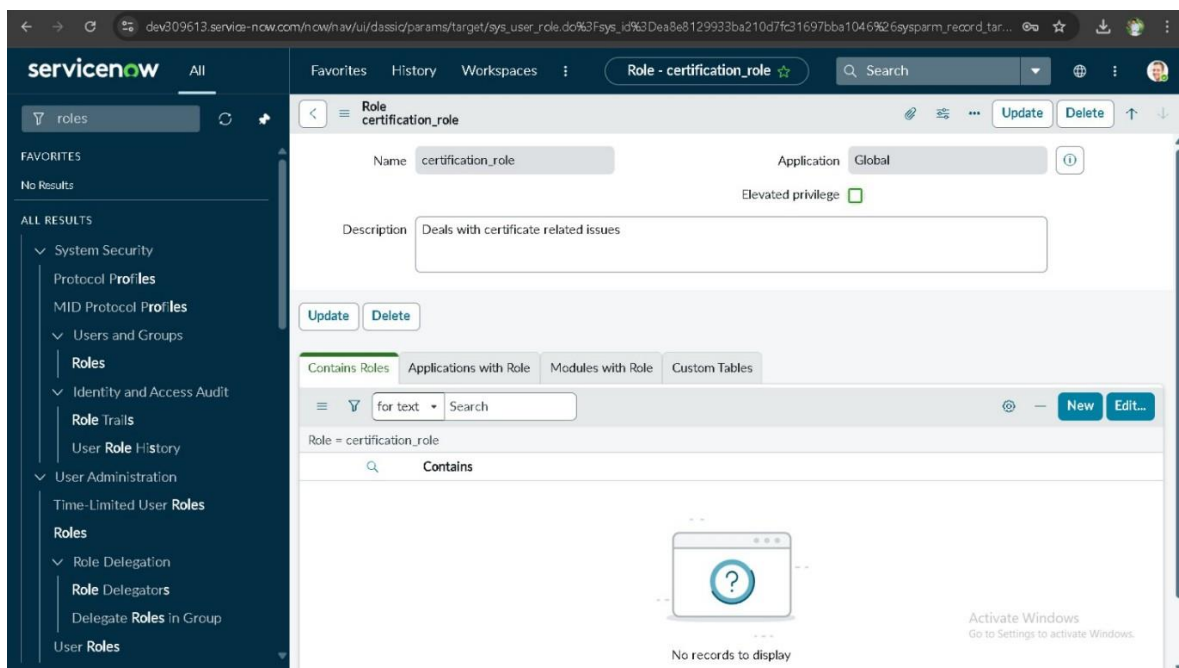 dev309613.service-now.com/now/nav/ui/classic/params/target/sys_user_role.do%3Fsys_id%3Dea8e8129933ba210d7fc31697bba1046%26sysparm_record_tar...
servicenow All Favorites History Workspaces Role - certification_role Search
roles
FAVORITES
No Results
ALL RESULTS
System Security
Protocol Profiles
MID Protocol Profiles
Users and Groups
Roles
Identity and Access Audit
Role Trails
User Role History
User Administration
Time-Limited User Roles
Roles
Role Delegation
Role Delegators
Delegate Roles in Group
User Roles
Role
certification_role
Update Delete
Name certification_role Application Global
Elevated privilege
Description Deals with certificate related issues
Update Delete
Contains Roles Applications with Role Modules with Role Custom Tables
for text Search New Edit...
Role = certification_role
Contains
?
No records to display
Activate Windows
Go to Settings to activate Windows.